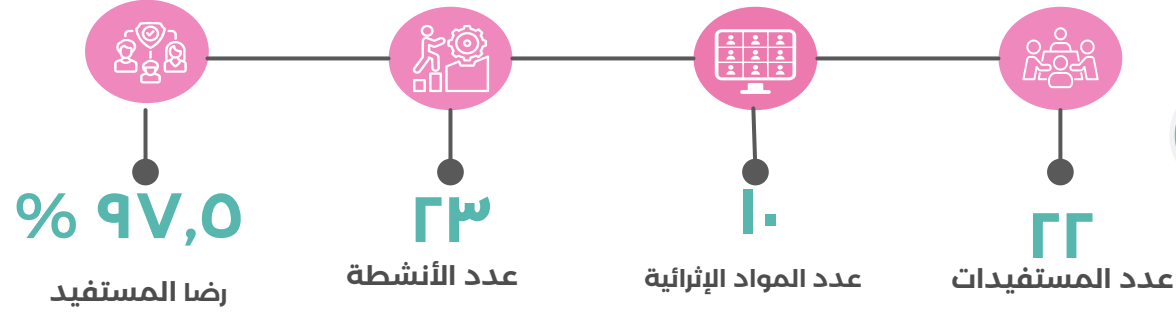 ٢٢
عدد المستفيدات
١٠
عدد المواد الإثرائية
٢٣
عدد الأنشطة
٩٧,٥ %
رضا المستفيد